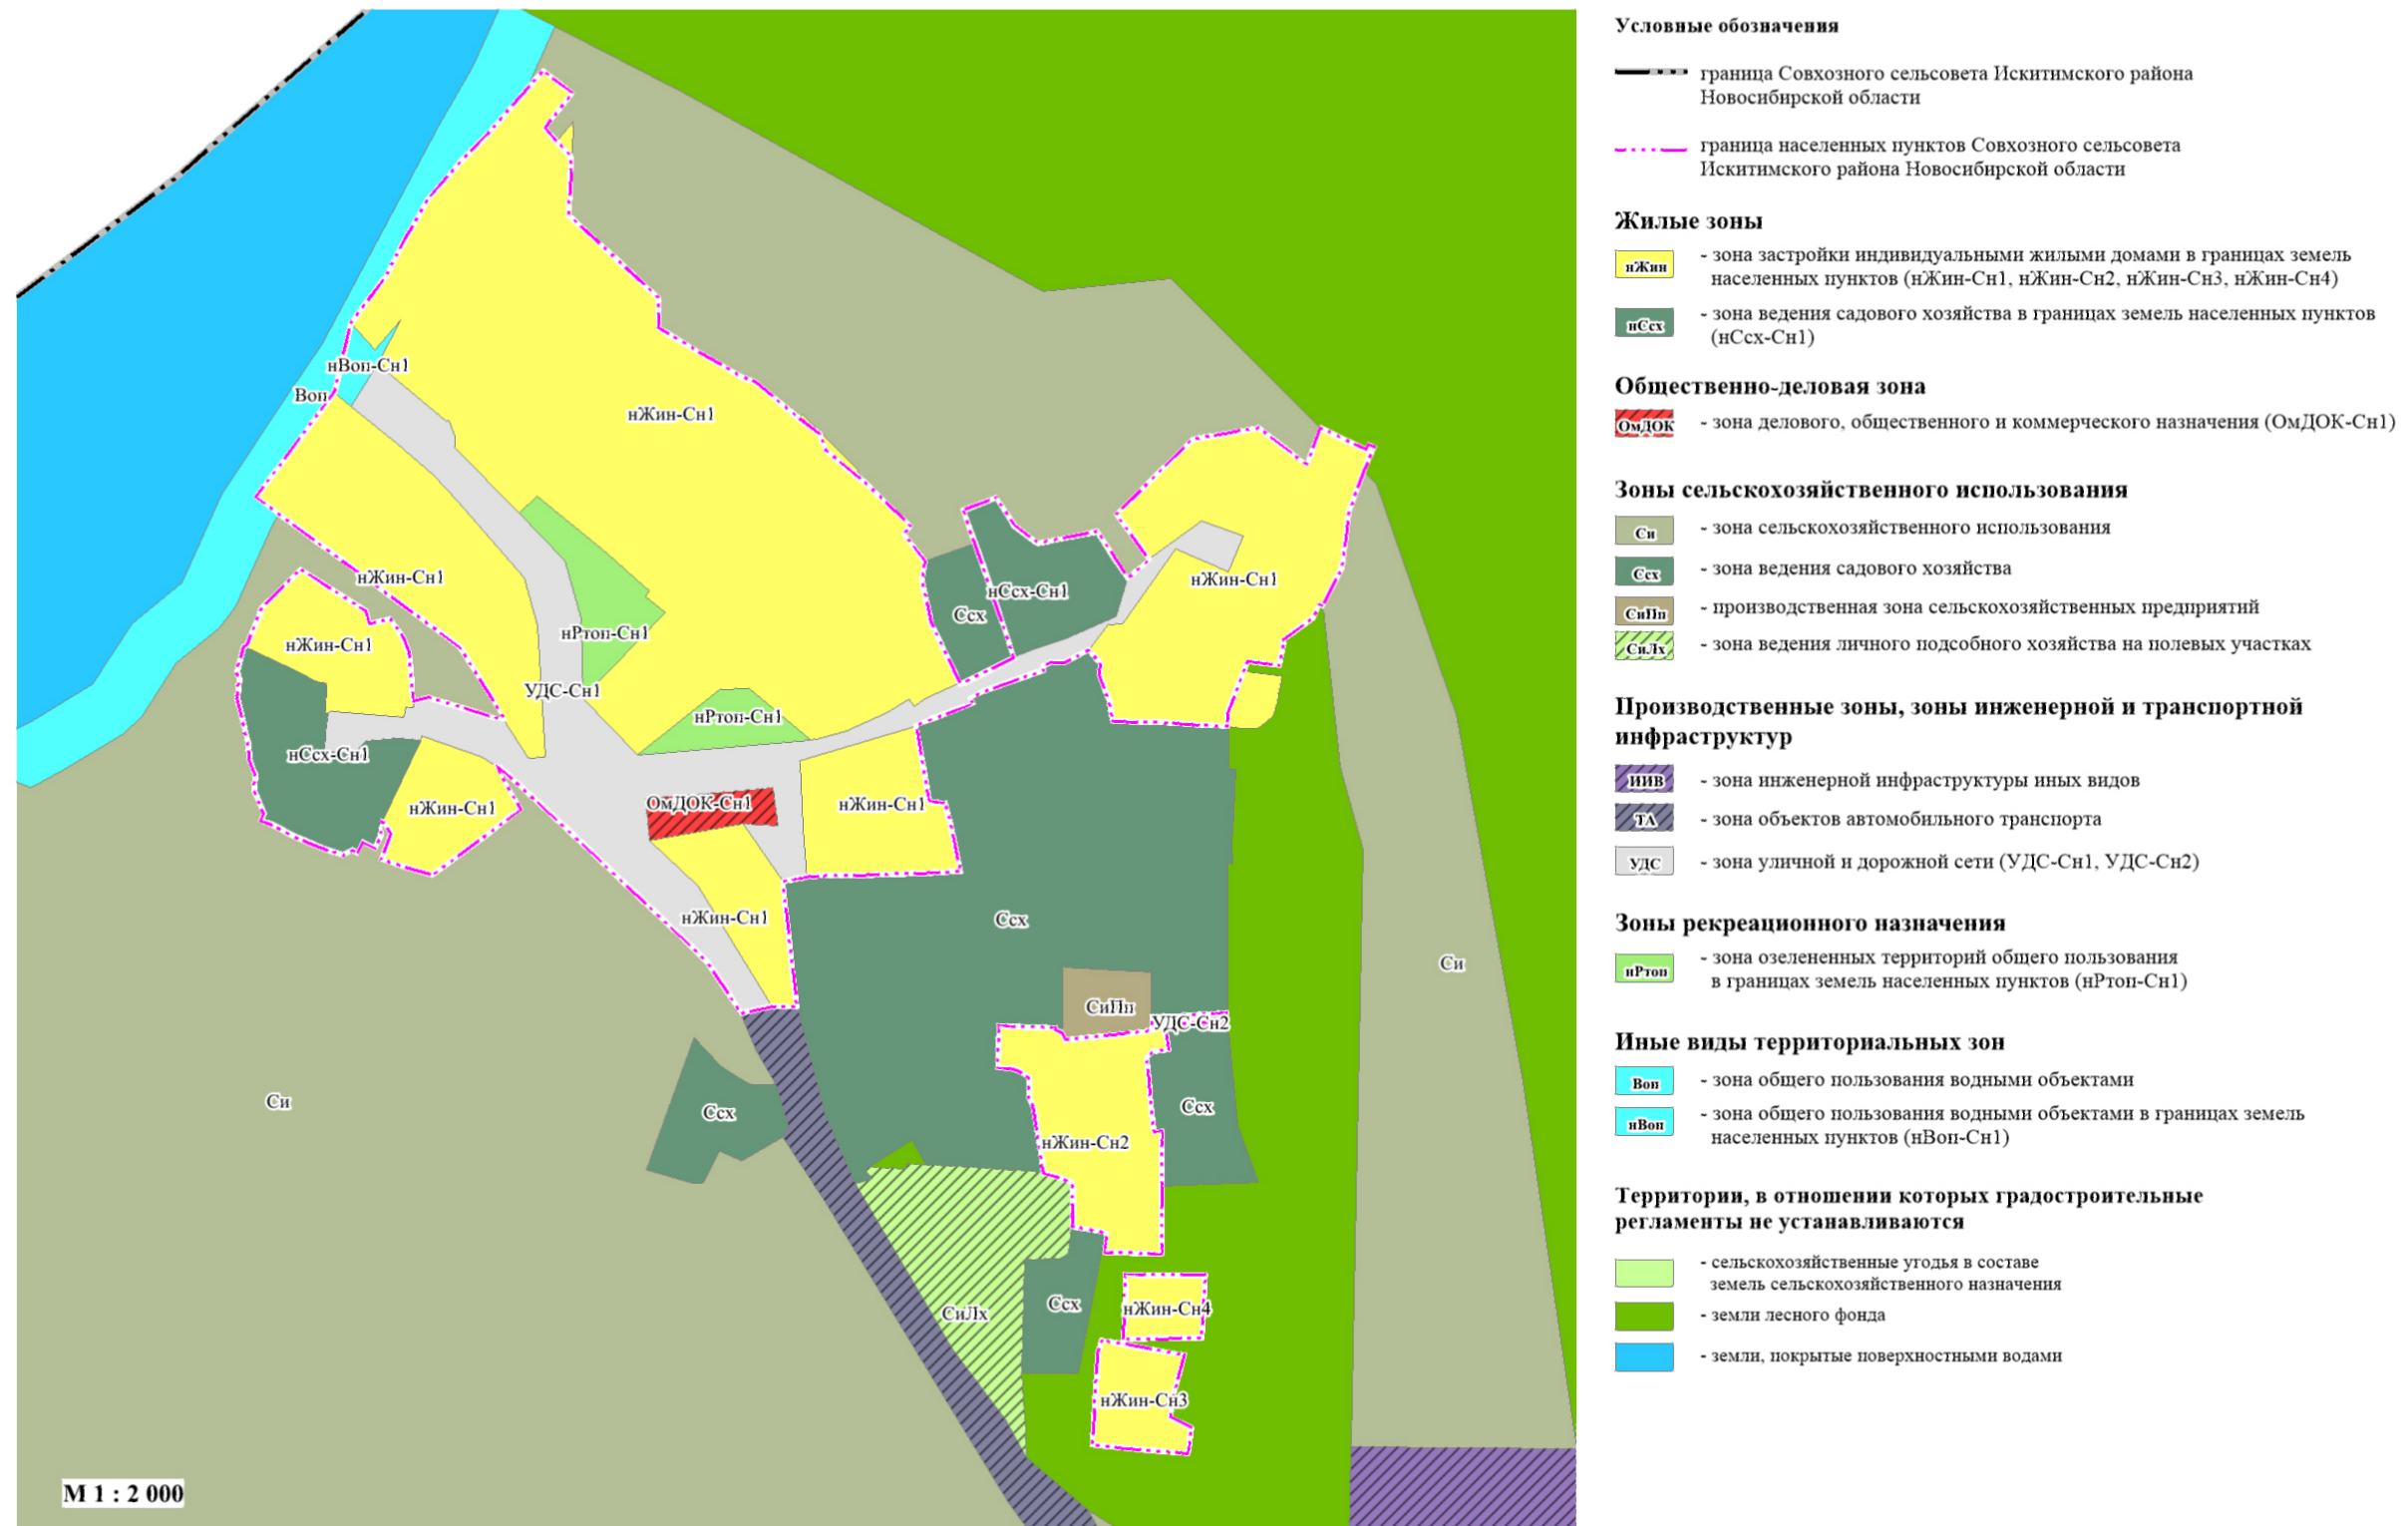 нВоп-Сн1
Воп
нЖин-Сн1
нЖин-Сн1
нСсх-Сн1
Ссх
нЖин-Сн1
нРтоп-Сн1
нЖин-Сн1
УДС-Сн1
нРтоп-Сн1
нСсх-Сн1
нЖин-Сн1
ОмДОК-Сн1
нЖин-Сн1
нЖин-Сн1
Ссх
Си
СиПп
УДС-Сн2
Си
Ссх
Ссх
нЖин-Сн2
Ссх
нЖин-Сн4
СиЛх
нЖин-Сн3
М 1 : 2 000
Условные обозначения
граница Совхозного сельсовета Искитимского района
Новосибирской области
граница населенных пунктов Совхозного сельсовета
Искитимского района Новосибирской области
Жилые зоны
нЖин - зона застройки индивидуальными жилыми домами в границах земель
населенных пунктов (нЖин-Сн1, нЖин-Сн2, нЖин-Сн3, нЖин-Сн4)
нСсх - зона ведения садового хозяйства в границах земель населенных пунктов
(нСсх-Сн1)
Общественно-деловая зона
ОмДОК - зона делового, общественного и коммерческого назначения (ОмДОК-Сн1)
Зоны сельскохозяйственного использования
Си - зона сельскохозяйственного использования
Ссх - зона ведения садового хозяйства
СиПп - производственная зона сельскохозяйственных предприятий
СиЛх - зона ведения личного подсобного хозяйства на полевых участках
Производственные зоны, зоны инженерной и транспортной
инфраструктур
ИИВ - зона инженерной инфраструктуры иных видов
ТА - зона объектов автомобильного транспорта
УДС - зона уличной и дорожной сети (УДС-Сн1, УДС-Сн2)
Зоны рекреационного назначения
нРтоп - зона озелененных территорий общего пользования
в границах земель населенных пунктов (нРтоп-Сн1)
Иные виды территориальных зон
Воп - зона общего пользования водными объектами
нВоп - зона общего пользования водными объектами в границах земель
населенных пунктов (нВоп-Сн1)
Территории, в отношении которых градостроительные
регламенты не устанавливаются
- сельскохозяйственные угодья в составе
земель сельскохозяйственного назначения
- земли лесного фонда
- земли, покрытые поверхностными водами